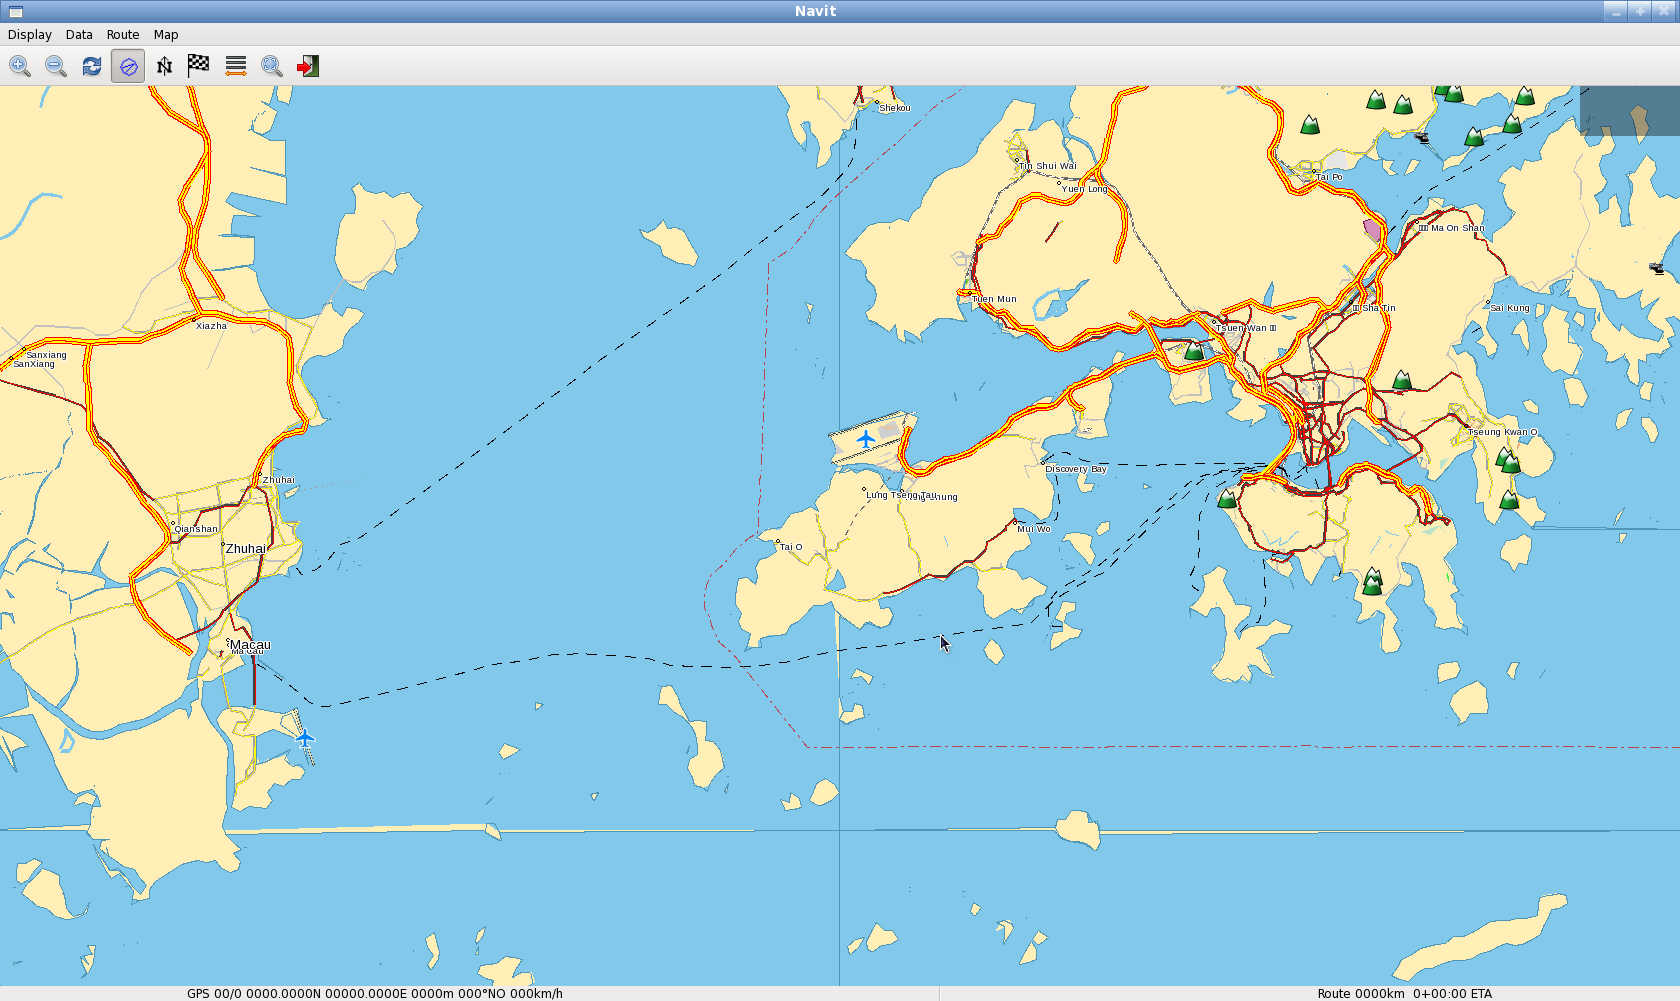 Navit
Display Data Route Map
Shekou
Tin Shui Wai
Yuen Long
Tai Po
Ma On Shan
Tuen Mun
Sha Tin
Sai Kung
Xiazha
Tsuen Wan
Sanxiang
SanXiang
Tseung Kwan O
Discovery Bay
Zhuhai
Lung Tseng Tau
Qianshan
Mui Wo
Zhuhai
Tai O
Macau
Ma Cau
GPS 00/0 0000.0000N 00000.0000E 0000m 000°NO 000km/h
Route 0000km 0+00:00 ETA